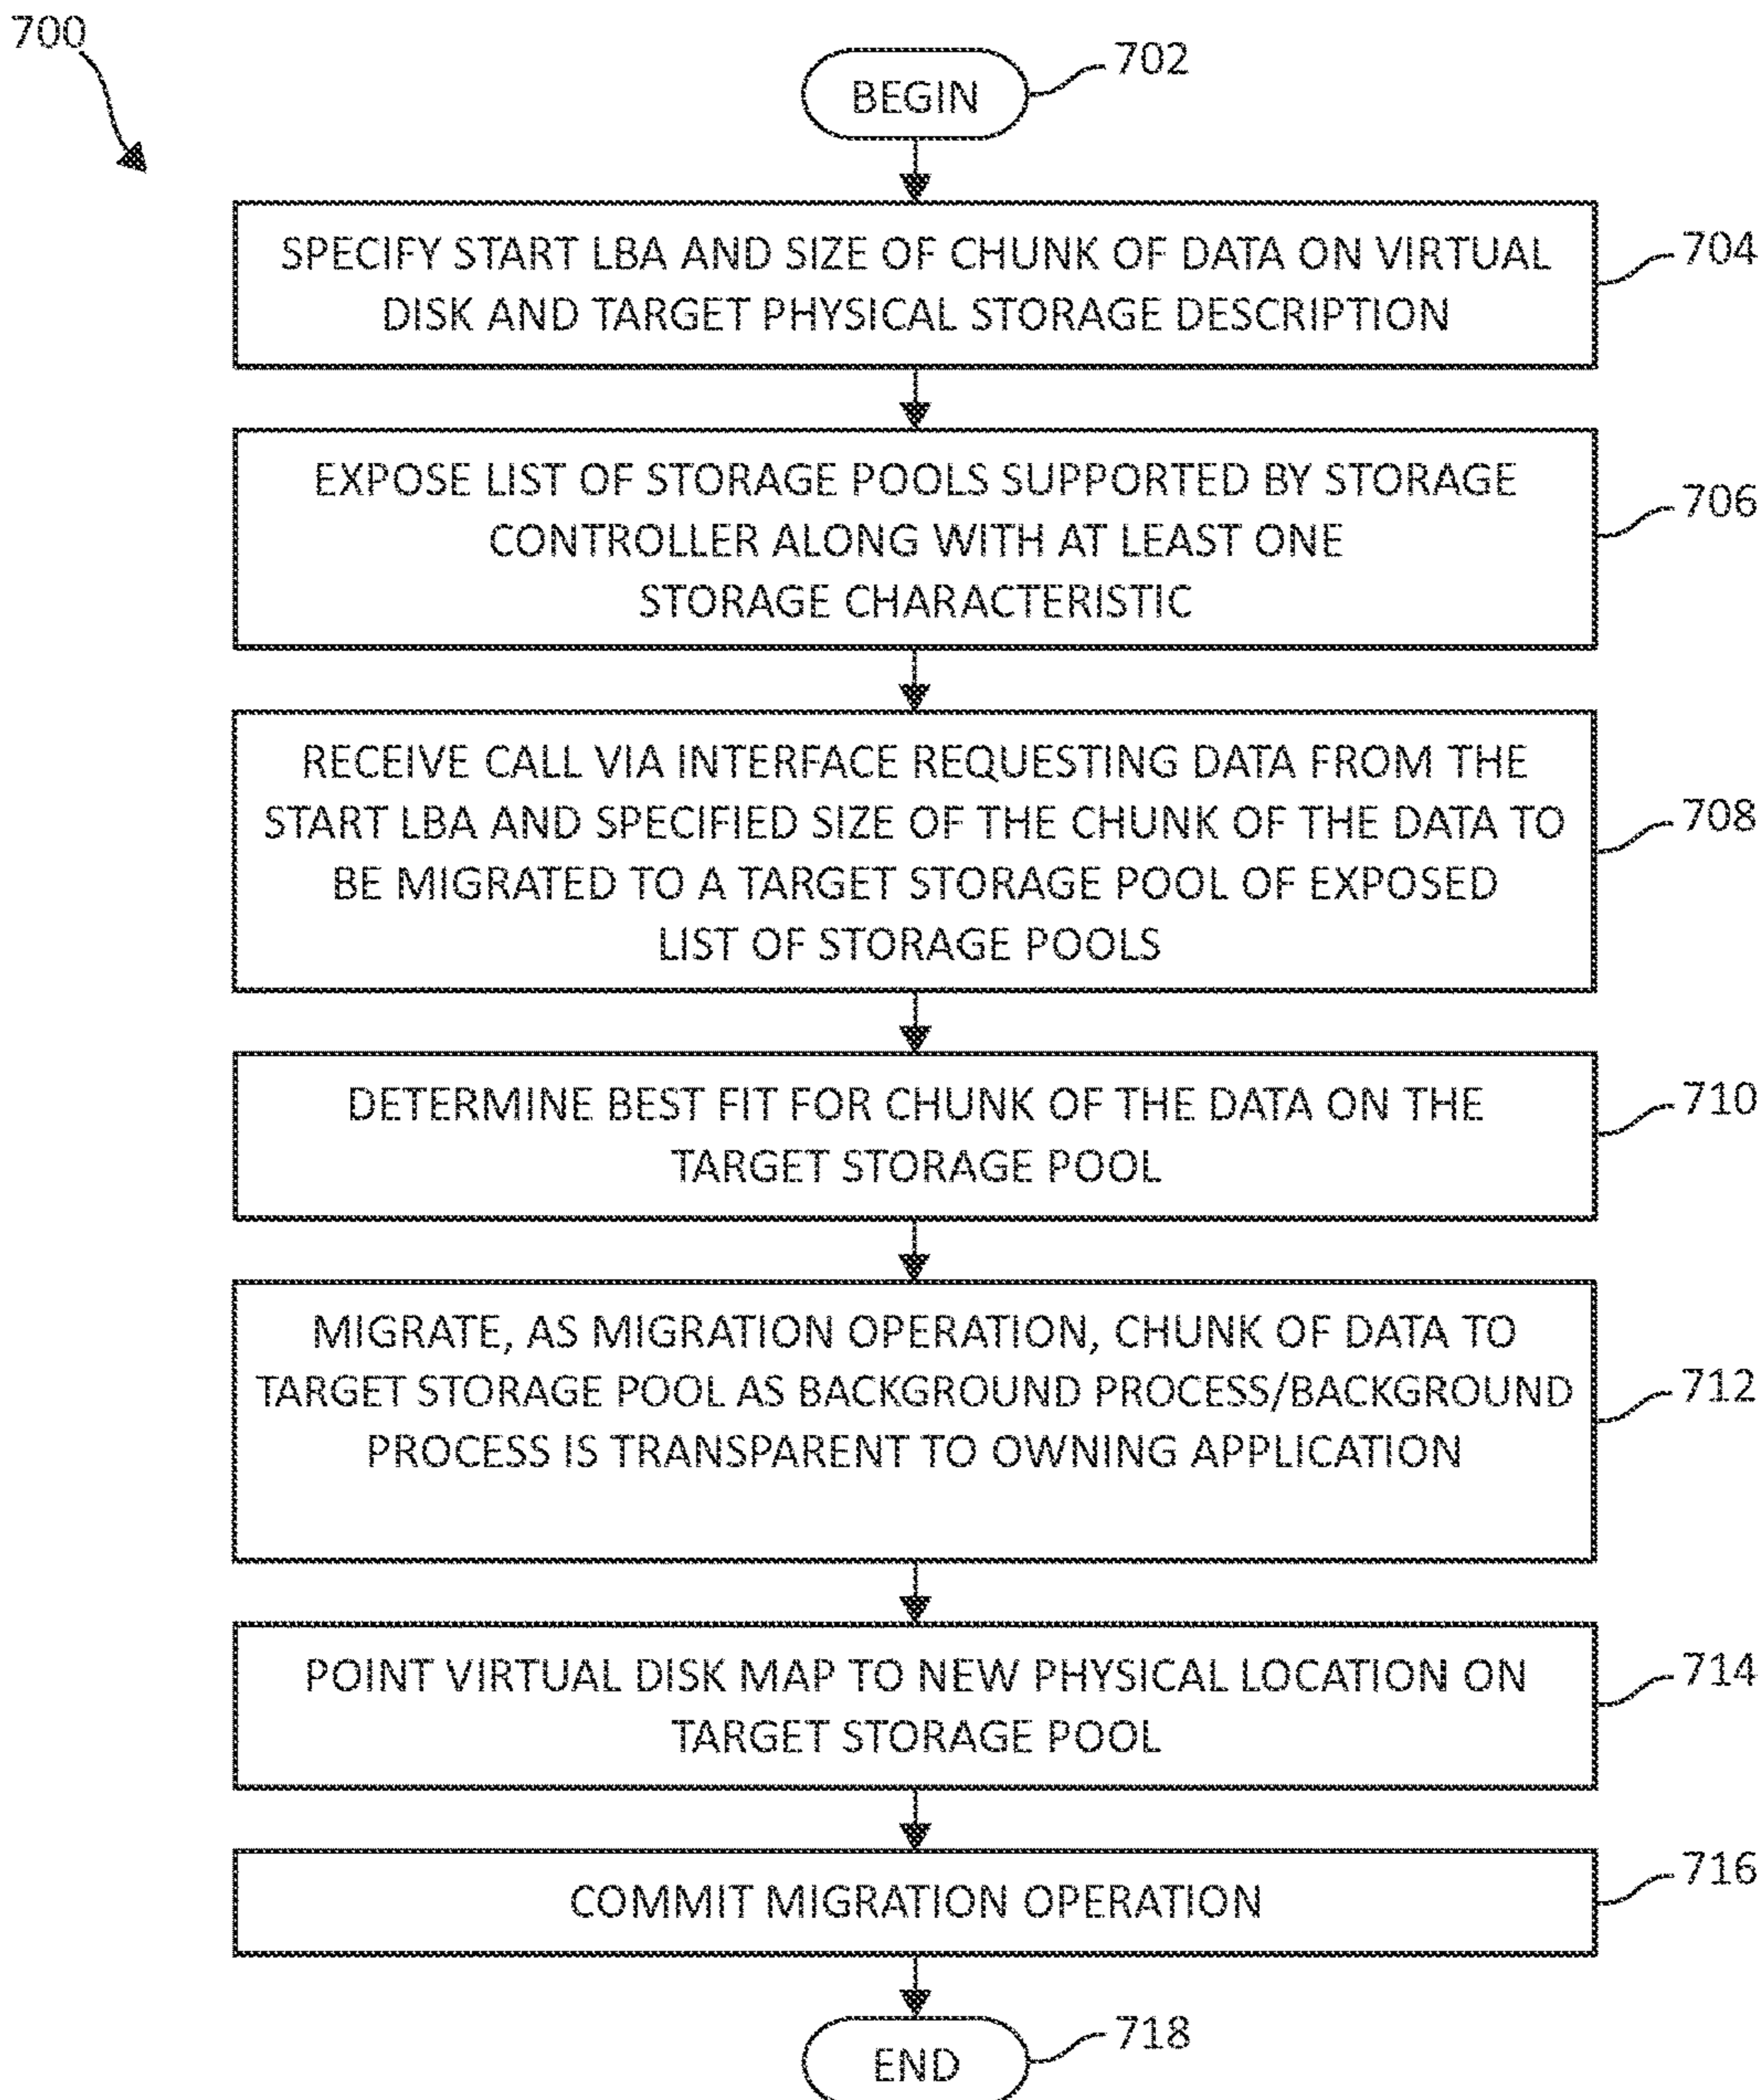 700
BEGIN
702
SPECIFY START LBA AND SIZE OF CHUNK OF DATA ON VIRTUAL
DISK AND TARGET PHYSICAL STORAGE DESCRIPTION
704
EXPOSE LIST OF STORAGE POOLS SUPPORTED BY STORAGE
CONTROLLER ALONG WITH AT LEAST ONE
STORAGE CHARACTERISTIC
706
RECEIVE CALL VIA INTERFACE REQUESTING DATA FROM THE
START LBA AND SPECIFIED SIZE OF THE CHUNK OF THE DATA TO
BE MIGRATED TO A TARGET STORAGE POOL OF EXPOSED
LIST OF STORAGE POOLS
708
DETERMINE BEST FIT FOR CHUNK OF THE DATA ON THE
TARGET STORAGE POOL
710
MIGRATE, AS MIGRATION OPERATION, CHUNK OF DATA TO
TARGET STORAGE POOL AS BACKGROUND PROCESS/BACKGROUND
PROCESS IS TRANSPARENT TO OWNING APPLICATION
712
POINT VIRTUAL DISK MAP TO NEW PHYSICAL LOCATION ON
TARGET STORAGE POOL
714
COMMIT MIGRATION OPERATION
716
END
718